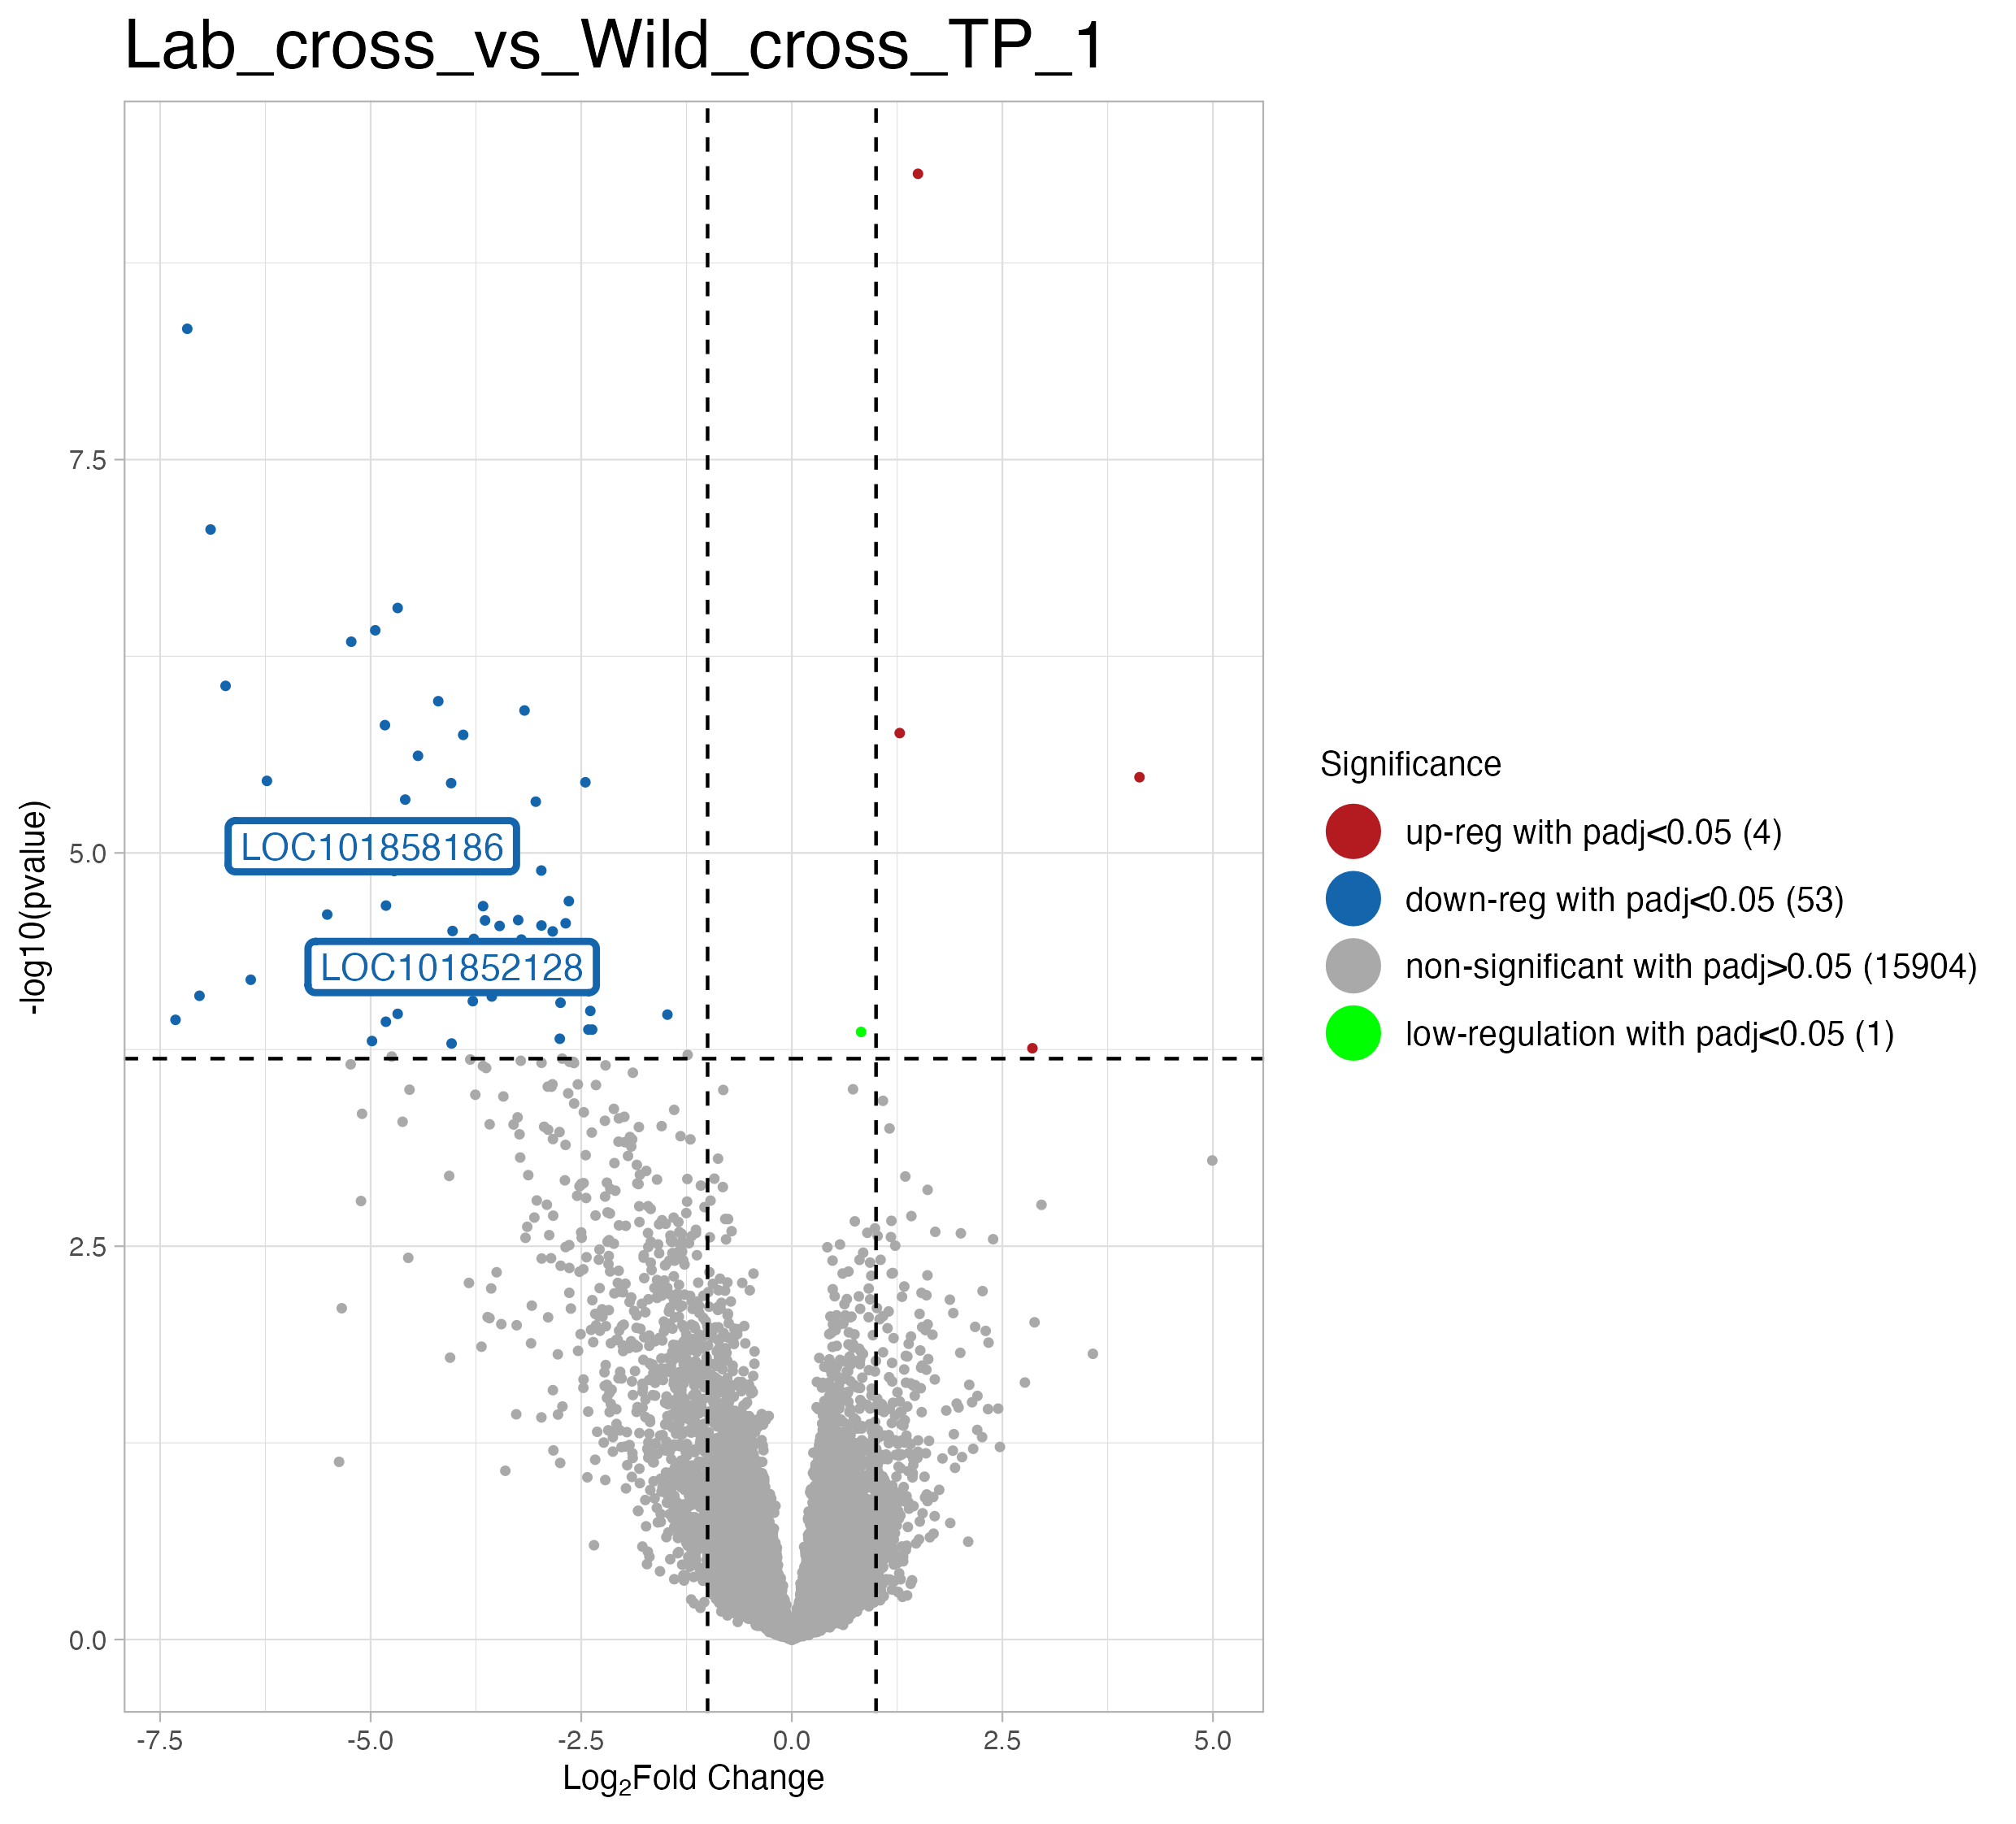 Lab_cross_vs_Wild_cross_TP_1
-log10(pvalue)
7.5
5.0
2.5
0.0
LOC101858186
LOC101852128
-7.5
-5.0
-2.5
0.0
2.5
5.0
Log2Fold Change
Significance
up-reg with padj<0.05 (4)
down-reg with padj<0.05 (53)
non-significant with padj>0.05 (15904)
low-regulation with padj<0.05 (1)